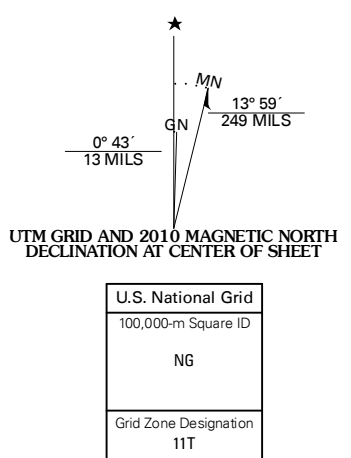 ★
MN
GN
13° 59´
249 MILS
0° 43´
13 MILS
UTM GRID AND 2010 MAGNETIC NORTH
DECLINATION AT CENTER OF SHEET
U.S. National Grid
100,000-m Square ID
NG
Grid Zone Designation
11T